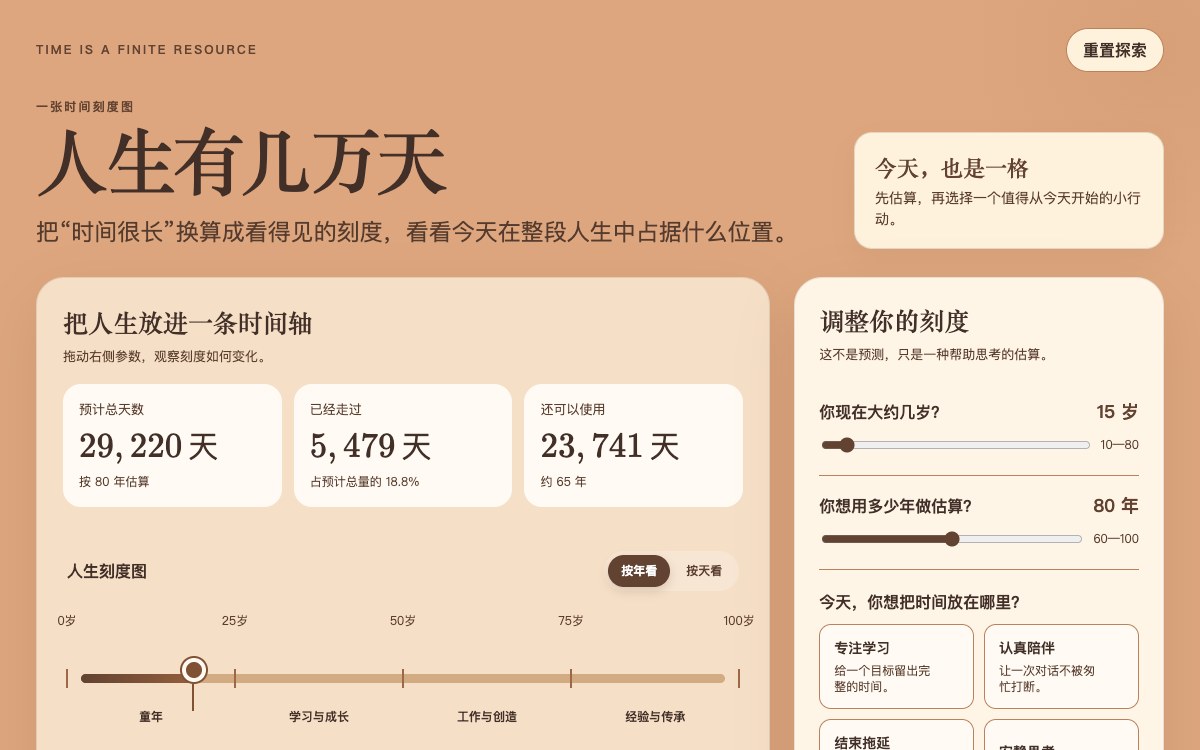 TIME IS A FINITE RESOURCE
重置探索
一张时间刻度图
人生有几万天
把“时间很长”换算成看得见的刻度，看看今天在整段人生中占据什么位置。
今天，也是一格
先估算，再选择一个值得从今天开始的小行
动。
把人生放进一条时间轴
拖动右侧参数，观察刻度如何变化。
预计总天数
29,220 天
按 80 年估算
已经走过
5,479 天
占预计总量的 18.8%
还可以使用
23,741 天
约 65 年
人生刻度图
按年看
按天看
0岁
25岁
50岁
75岁
100岁
童年
学习与成长
工作与创造
经验与传承
调整你的刻度
这不是预测，只是一种帮助思考的估算。
你现在大约几岁？
15 岁
10—80
你想用多少年做估算？
80 年
60—100
今天，你想把时间放在哪里？
专注学习
给一个目标留出完
整的时间。
认真陪伴
让一次对话不被匆
忙打断。
结束拖延